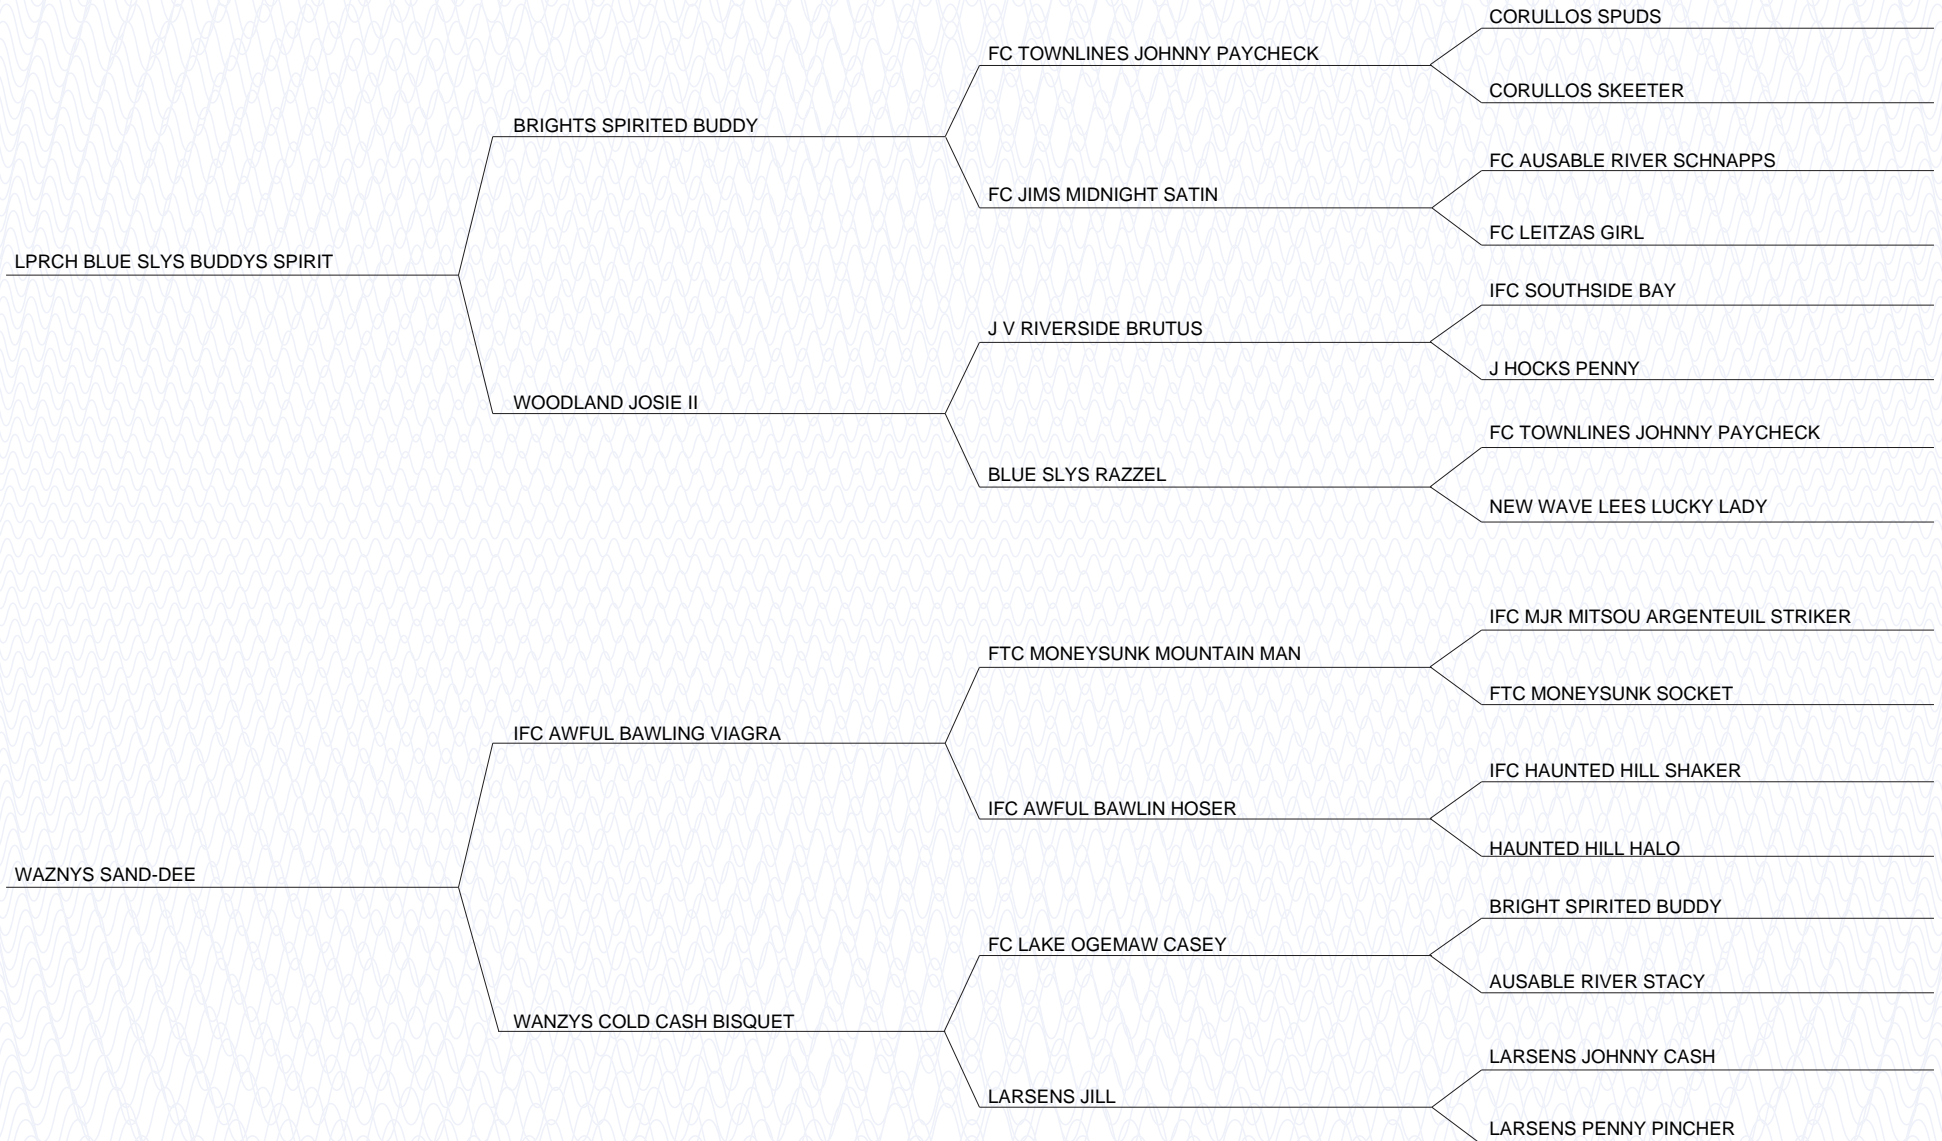 CORULLOS SPUDS
FC TOWNLINES JOHNNY PAYCHECK
CORULLOS SKEETER
BRIGHTS SPIRITED BUDDY
FC AUSABLE RIVER SCHNAPPS
FC JIMS MIDNIGHT SATIN
FC LEITZAS GIRL
LPRCH BLUE SLYS BUDDYS SPIRIT
IFC SOUTHSIDE BAY
J V RIVERSIDE BRUTUS
J HOCKS PENNY
WOODLAND JOSIE II
FC TOWNLINES JOHNNY PAYCHECK
BLUE SLYS RAZZEL
NEW WAVE LEES LUCKY LADY
IFC MJR MITSOU ARGENTEUIL STRIKER
FTC MONEYSUNK MOUNTAIN MAN
FTC MONEYSUNK SOCKET
IFC AWFUL BAWLING VIAGRA
IFC HAUNTED HILL SHAKER
IFC AWFUL BAWLIN HOSER
HAUNTED HILL HALO
WAZNYS SAND-DEE
BRIGHT SPIRITED BUDDY
FC LAKE OGEMAW CASEY
AUSABLE RIVER STACY
WANZYS COLD CASH BISQUET
LARSENS JOHNNY CASH
LARSENS JILL
LARSENS PENNY PINCHER